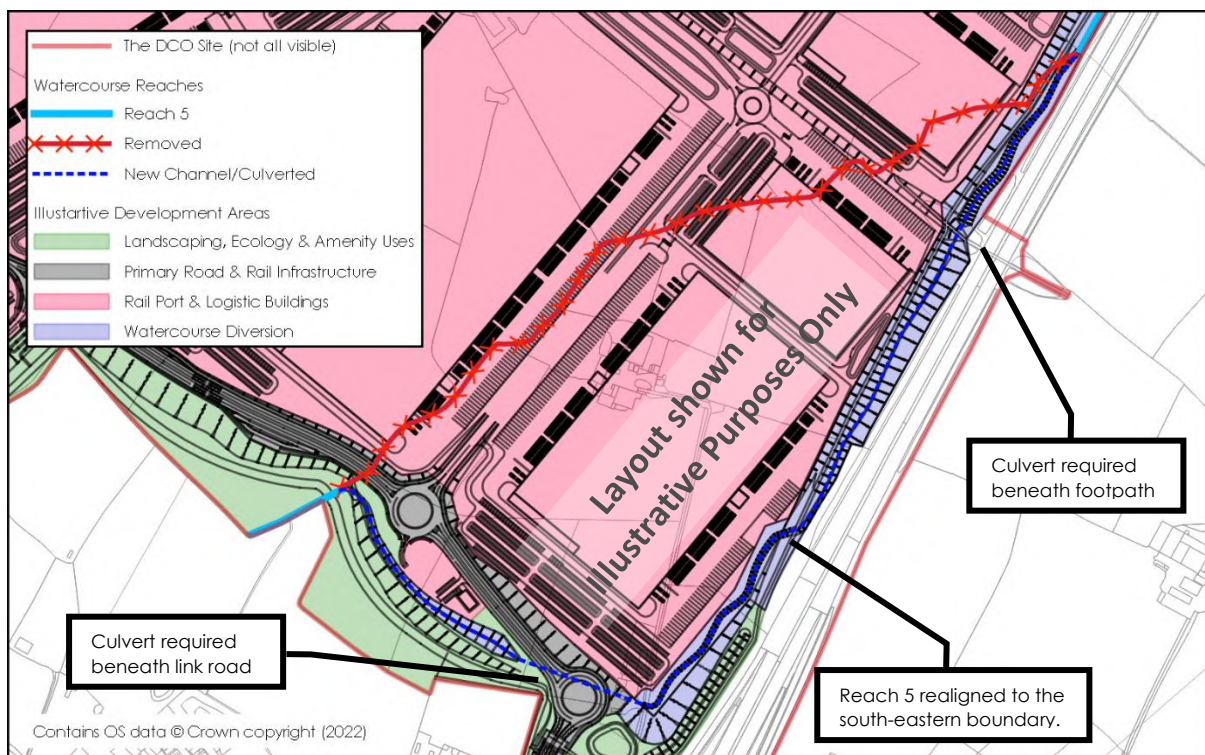 The DCO Site (not all visible)
Watercourse Reaches
Reach 5
Removed
New Channel/Culverted
Illustartive Development Areas
Landscaping, Ecology & Amenity Uses
Primary Road & Rail Infrastructure
Rail Port & Logistic Buildings
Watercourse Diversion
Layout shown for
Illustrative Purposes Only
Culvert required
beneath footpath
Culvert required
beneath link road
Reach 5 realigned to the
south-eastern boundary.
Contains OS data © Crown copyright (2022)